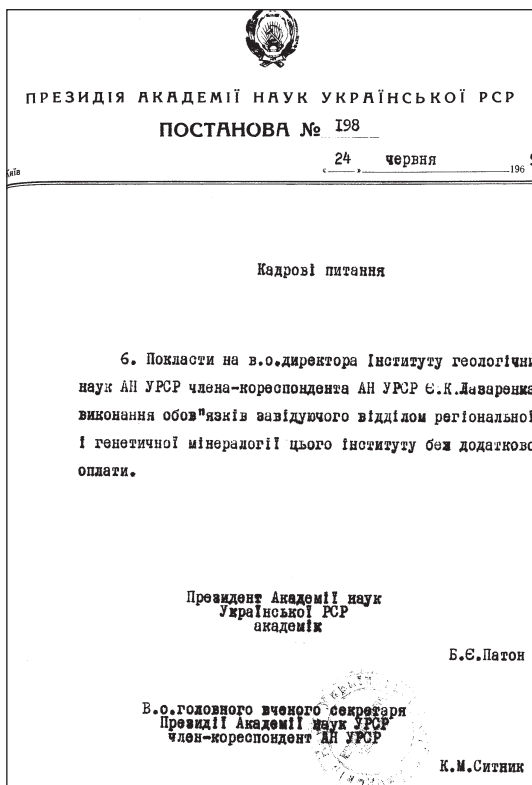 ПРЕЗИДІЯ АКАДЕМІЇ НАУК УКРАЇНСЬКОЇ РСР
ПОСТАНОВА № І98
24 червня
« » 196
Кадрові питання
6. Покласти на в.о.директора Інституту геологічни
наук АН УРСР члена-кореспондента АН УРСР Є.К.Лазаренка
виконання обов"язків завідуючого відділом регіональної
і генетичної мінералогії цього інституту без додатково
оплати.
Президент Академії наук
Української РСР
академік
Б.Є.Патон
В.о.головного вченого секретаря
Президії Академії наук УРСР
член-кореспондент АН УРСР
К.М.Ситник